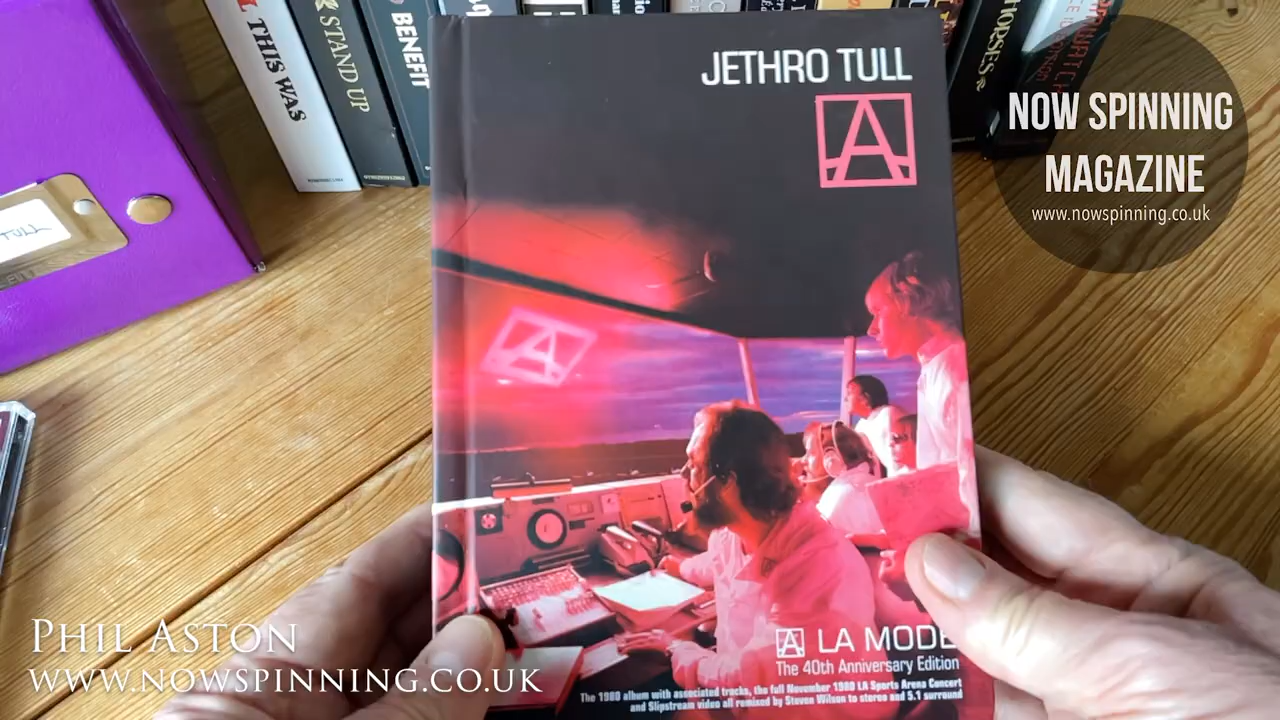 THIS WAS
STAND UP
BENEFIT
HORSES
JETHRO TULL
A
NOW SPINNING
MAGAZINE
www.nowspinning.co.uk
TULL
A
A LA MODE
The 40th Anniversary Edition
The 1980 album with associated tracks, the full November 1980 LA Sports Arena Concert
and Slipstream video all remixed by Steven Wilson to stereo and 5.1 surround
PHIL ASTON
WWW.NOWSPINNING.CO.UK